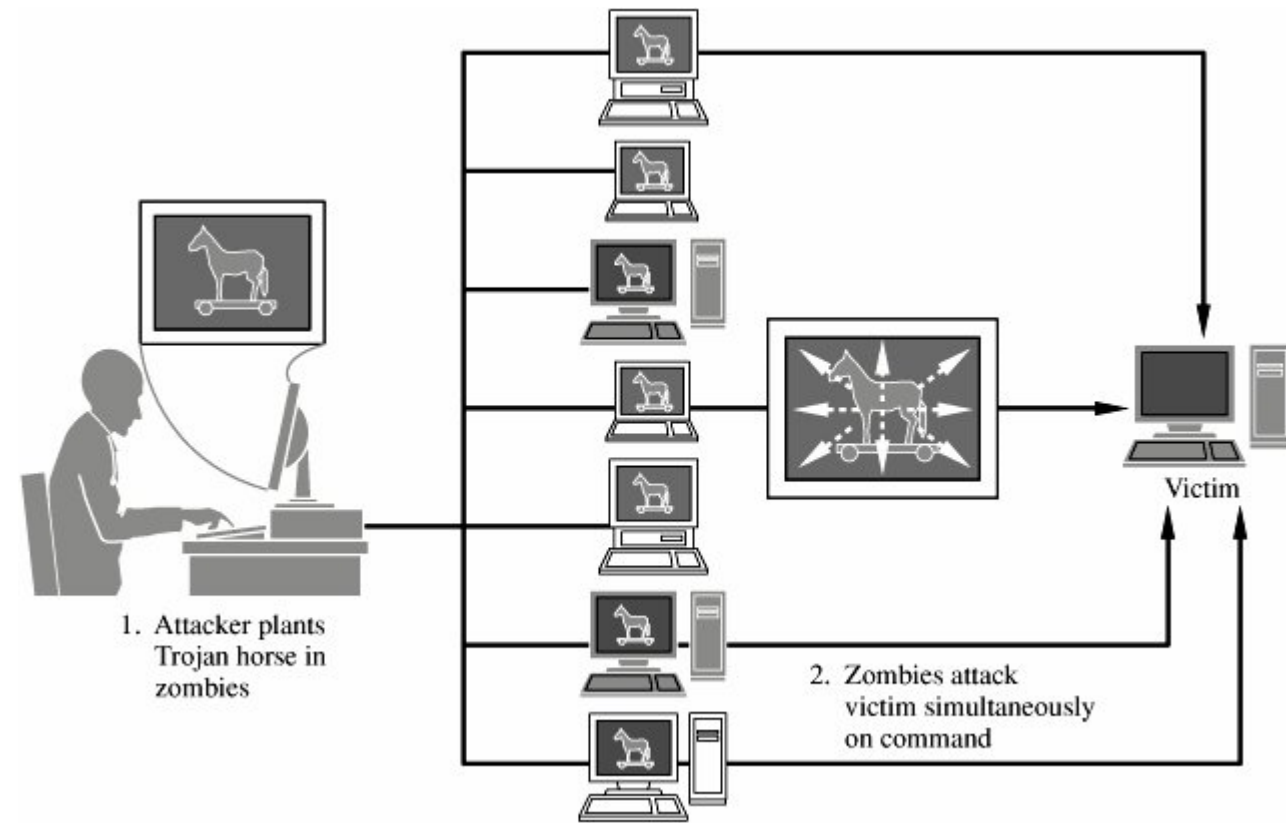 1. Attacker plants
Trojan horse in
zombies
2. Zombies attack
victim simultaneously
on command
Victim